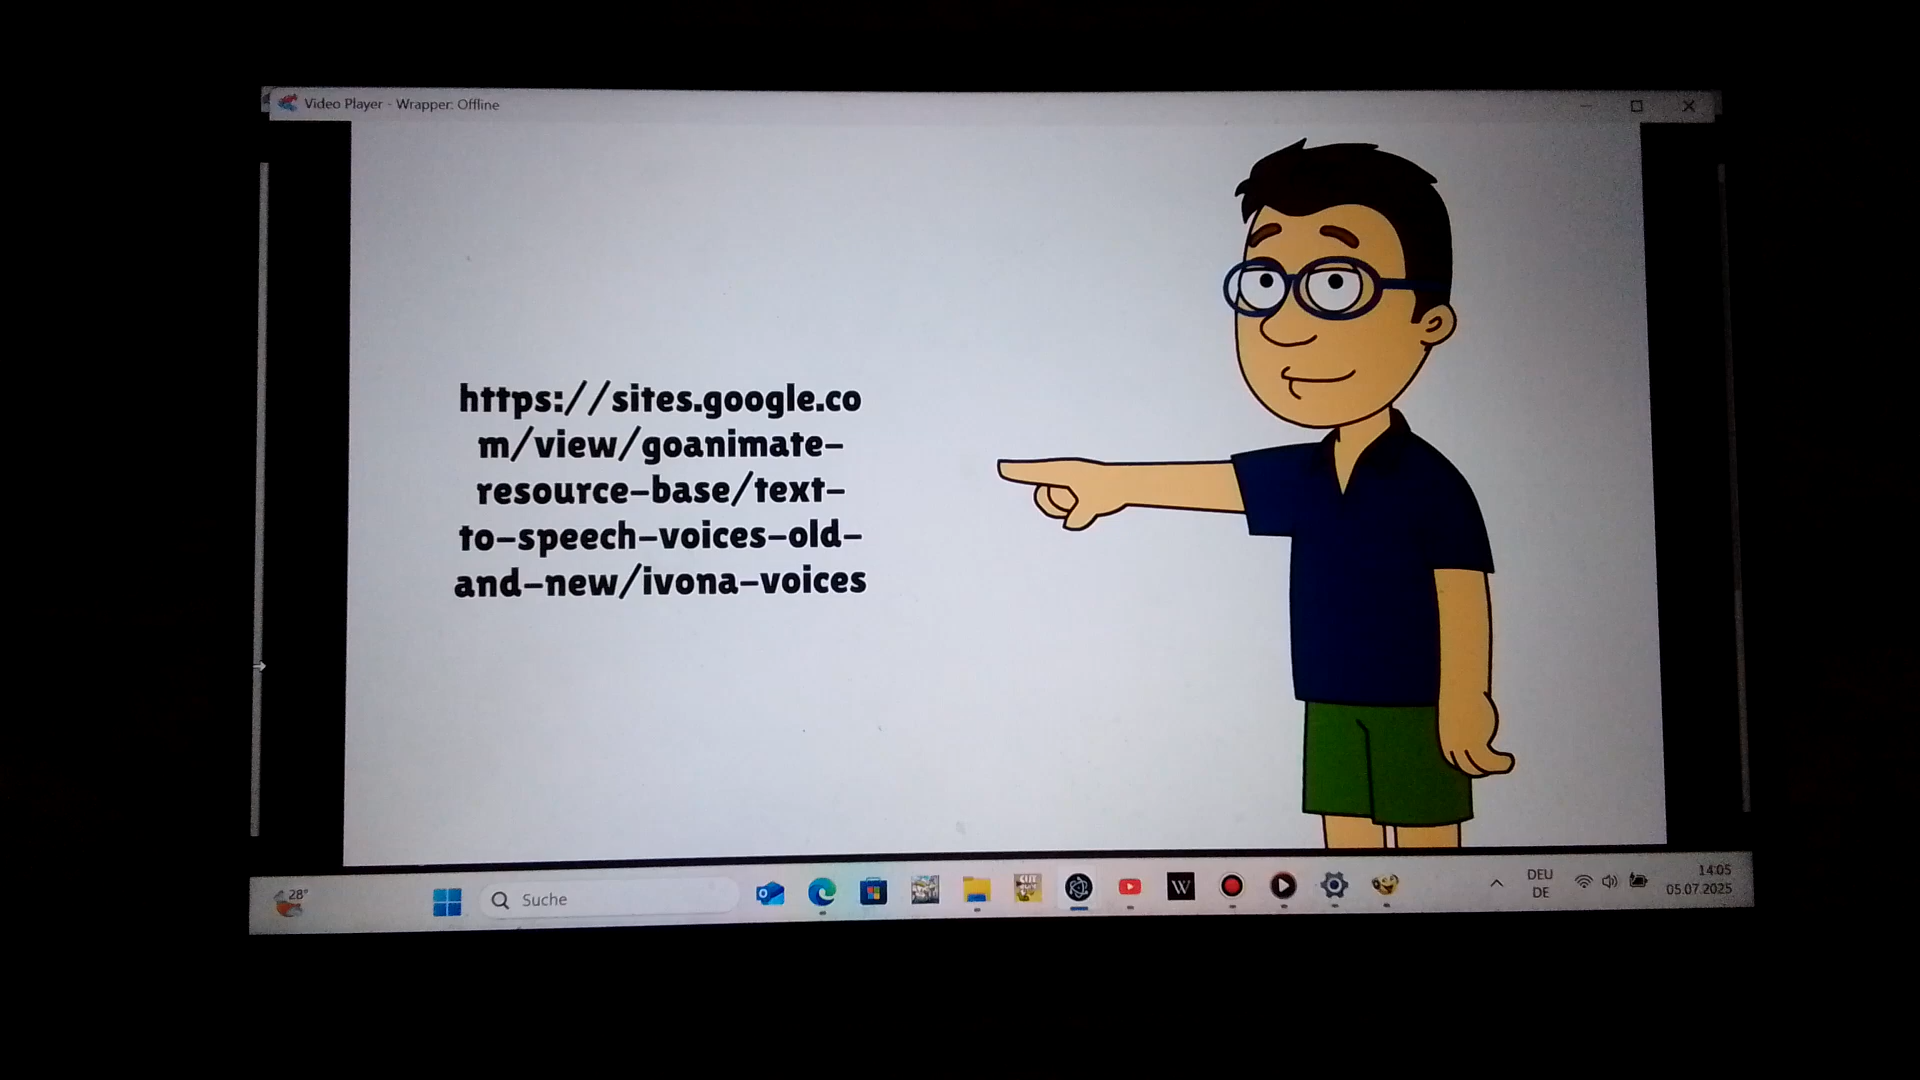 Video Player - Wrapper: Offline
https://sites.google.co
m/view/goanimate-
resource-base/text-
to-speech-voices-old-
and-new/ivona-voices
28°
Suche
W
DEU
DE
14:05
05.07.2025